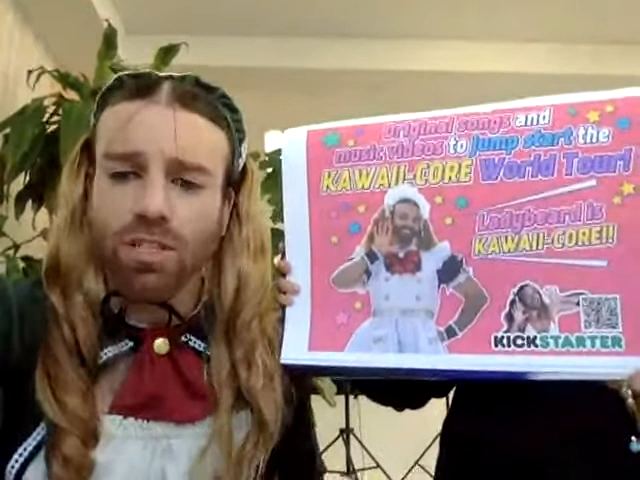 Original songs and
music videos to jump start the
KAWAII-CORE World Tour!
Ladybeard is
KAWAII-CORE!!
KICKSTARTER